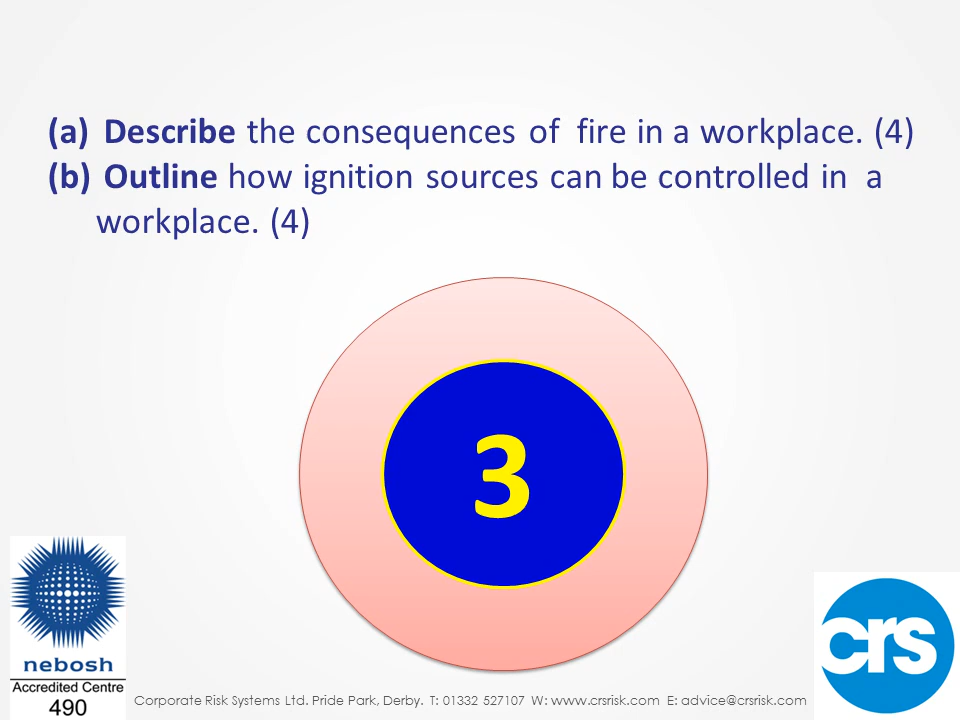 (a) Describe the consequences of fire in a workplace. (4)
(b) Outline how ignition sources can be controlled in a
workplace. (4)
3
nebosh
Accredited Centre
490
Corporate Risk Systems Ltd. Pride Park, Derby. T: 01332 527107 W: www.crsrisk.com E: advice@crsrisk.com
crs